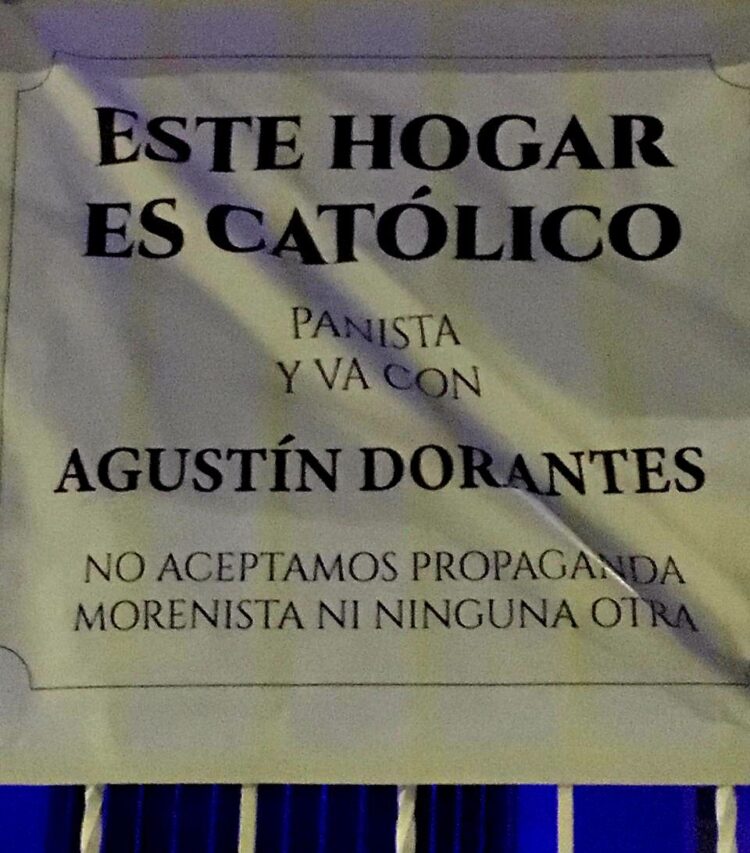 ESTE HOGAR
ES CATÓLICO
PANISTA
Y VA CON
AGUSTÍN DORANTES
NO ACEPTAMOS PROPAGANDA
MORENISTA NI NINGUNA OTRA